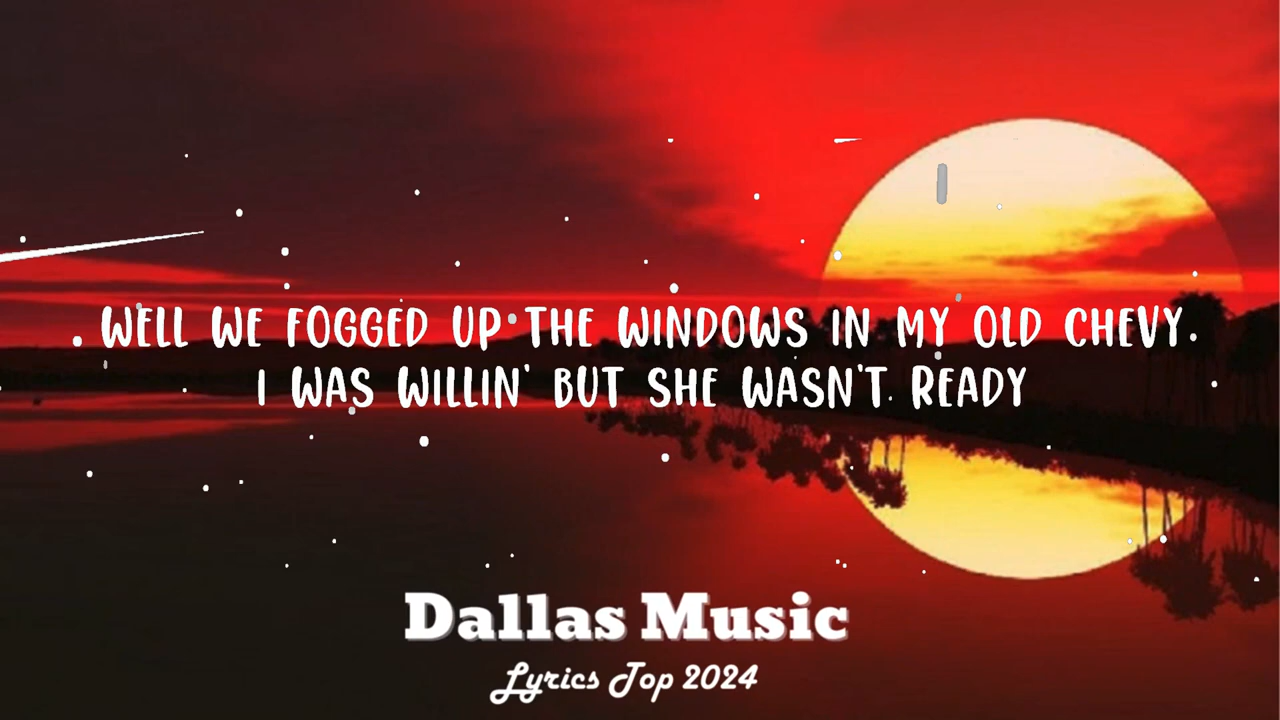 WELL WE FOGGED UP THE WINDOWS IN MY OLD CHEVY
I WAS WILLIN' BUT SHE WASN'T READY
Dallas Music
Lyrics Top 2024